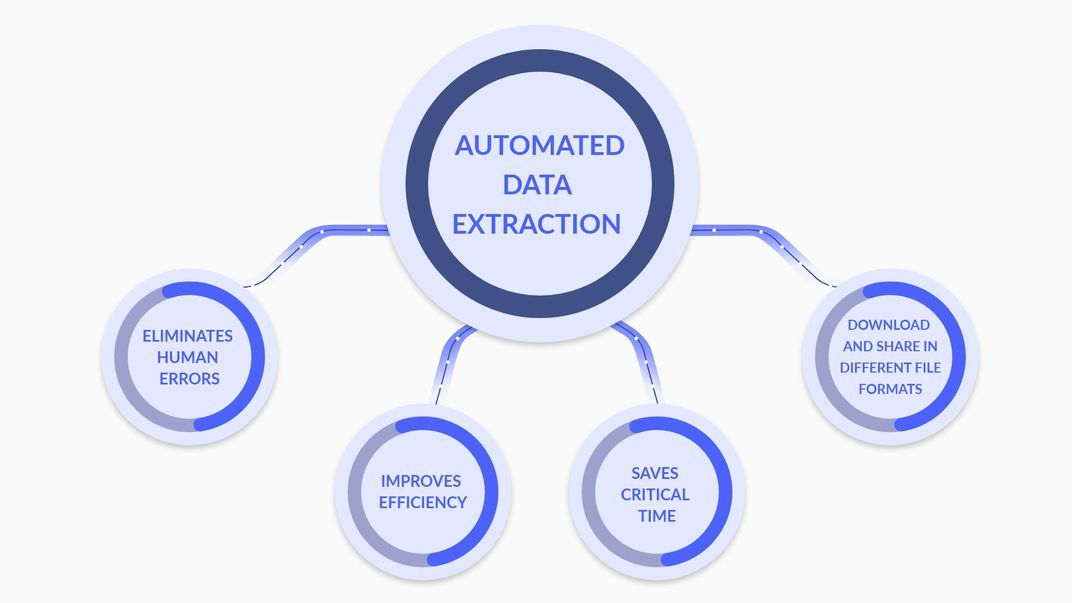 AUTOMATED
DATA
EXTRACTION
ELIMINATES
HUMAN
ERRORS
IMPROVES
EFFICIENCY
SAVES
CRITICAL
TIME
DOWNLOAD
AND SHARE IN
DIFFERENT FILE
FORMATS